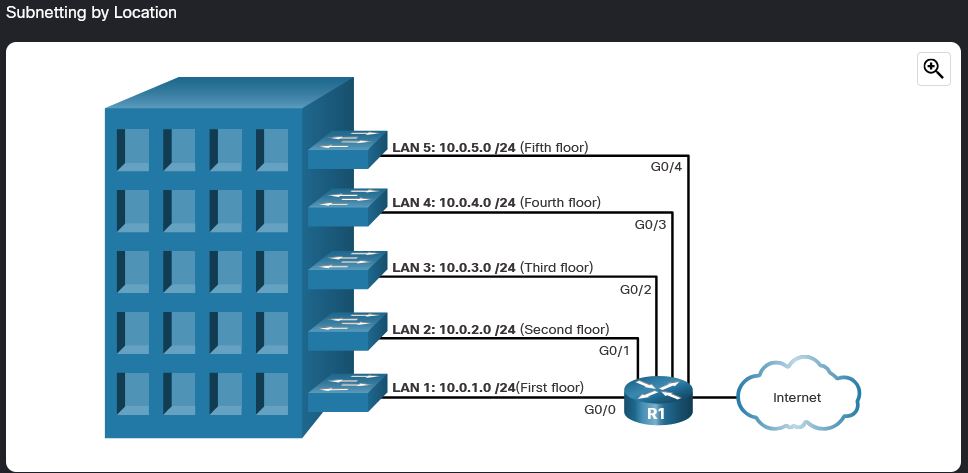 Subnetting by Location
LAN 5: 10.0.5.0 /24 (Fifth floor)
G0/4
LAN 4: 10.0.4.0 /24 (Fourth floor)
G0/3
LAN 3: 10.0.3.0 /24 (Third floor)
G0/2
LAN 2: 10.0.2.0 /24 (Second floor)
G0/1
LAN 1: 10.0.1.0 /24(First floor)
G0/0
R1
Internet